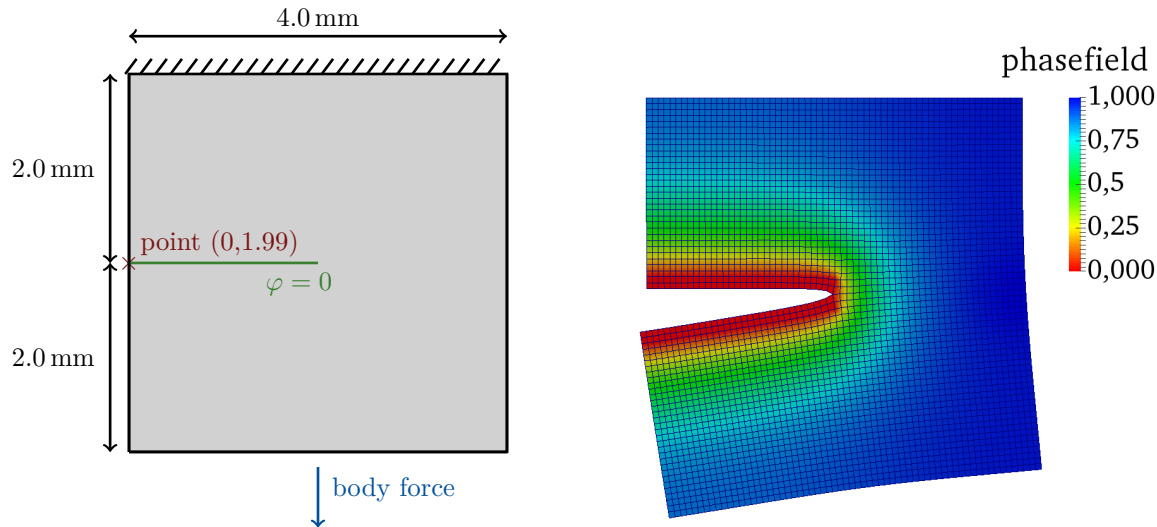 4.0 mm
2.0 mm
point (0,1.99)
φ = 0
2.0 mm
body force
phasefield
1,000
0,75
0,5
0,25
0,000